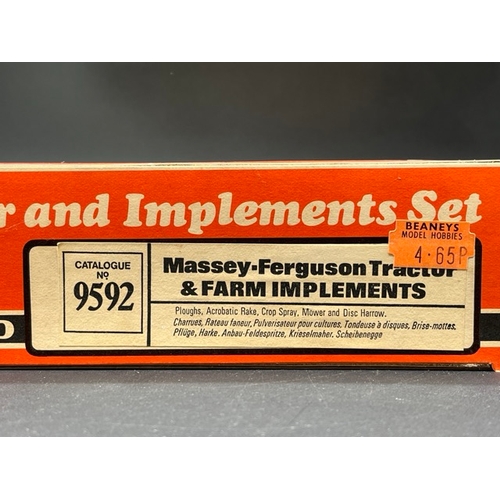 r and Implements Set
BEANEYS
MODEL HOBBIES
4·65P
CATALOGUE
Nº
9592
Massey-Ferguson Tractor
& FARM IMPLEMENTS
Ploughs, Acrobatic Rake, Crop Spray, Mower and Disc Harrow.
Charrues, Rateau faneur, Pulverisateur pour cultures, Tondeuse à disques, Brise-mottes.
Pflüge, Harke. Anbau-Feldespritze, Krieselmaher. Scheibenegge